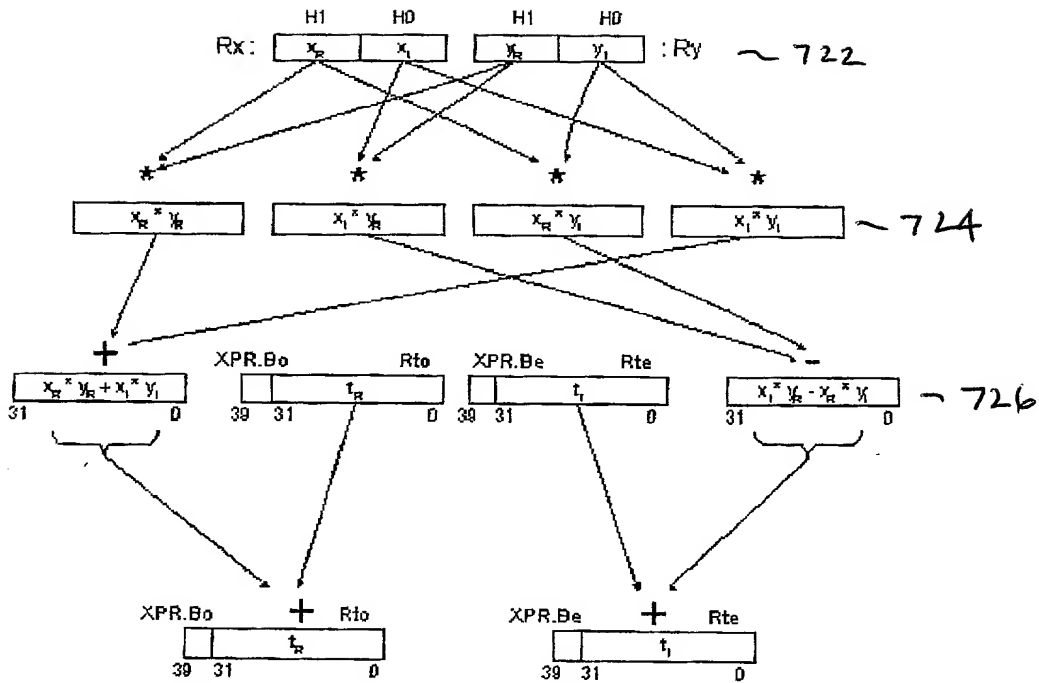 H1 H0 H1 H0
Rx: x_R x_I y_R y_I : Ry ~ 722
* * * *
x_R * y_R x_I * y_R x_R * y_I x_I * y_I ~ 724
+ XPR.Bo Rto XPR.Be Rte -
x_R * y_R + x_I * y_I t_R t_I x_I * y_R - x_R * y_I ~ 726
31 0 39 31 0 39 31 0 31 0
XPR.Bo + Rto XPR.Be + Rte
t_R t_I
39 31 0 39 31 0